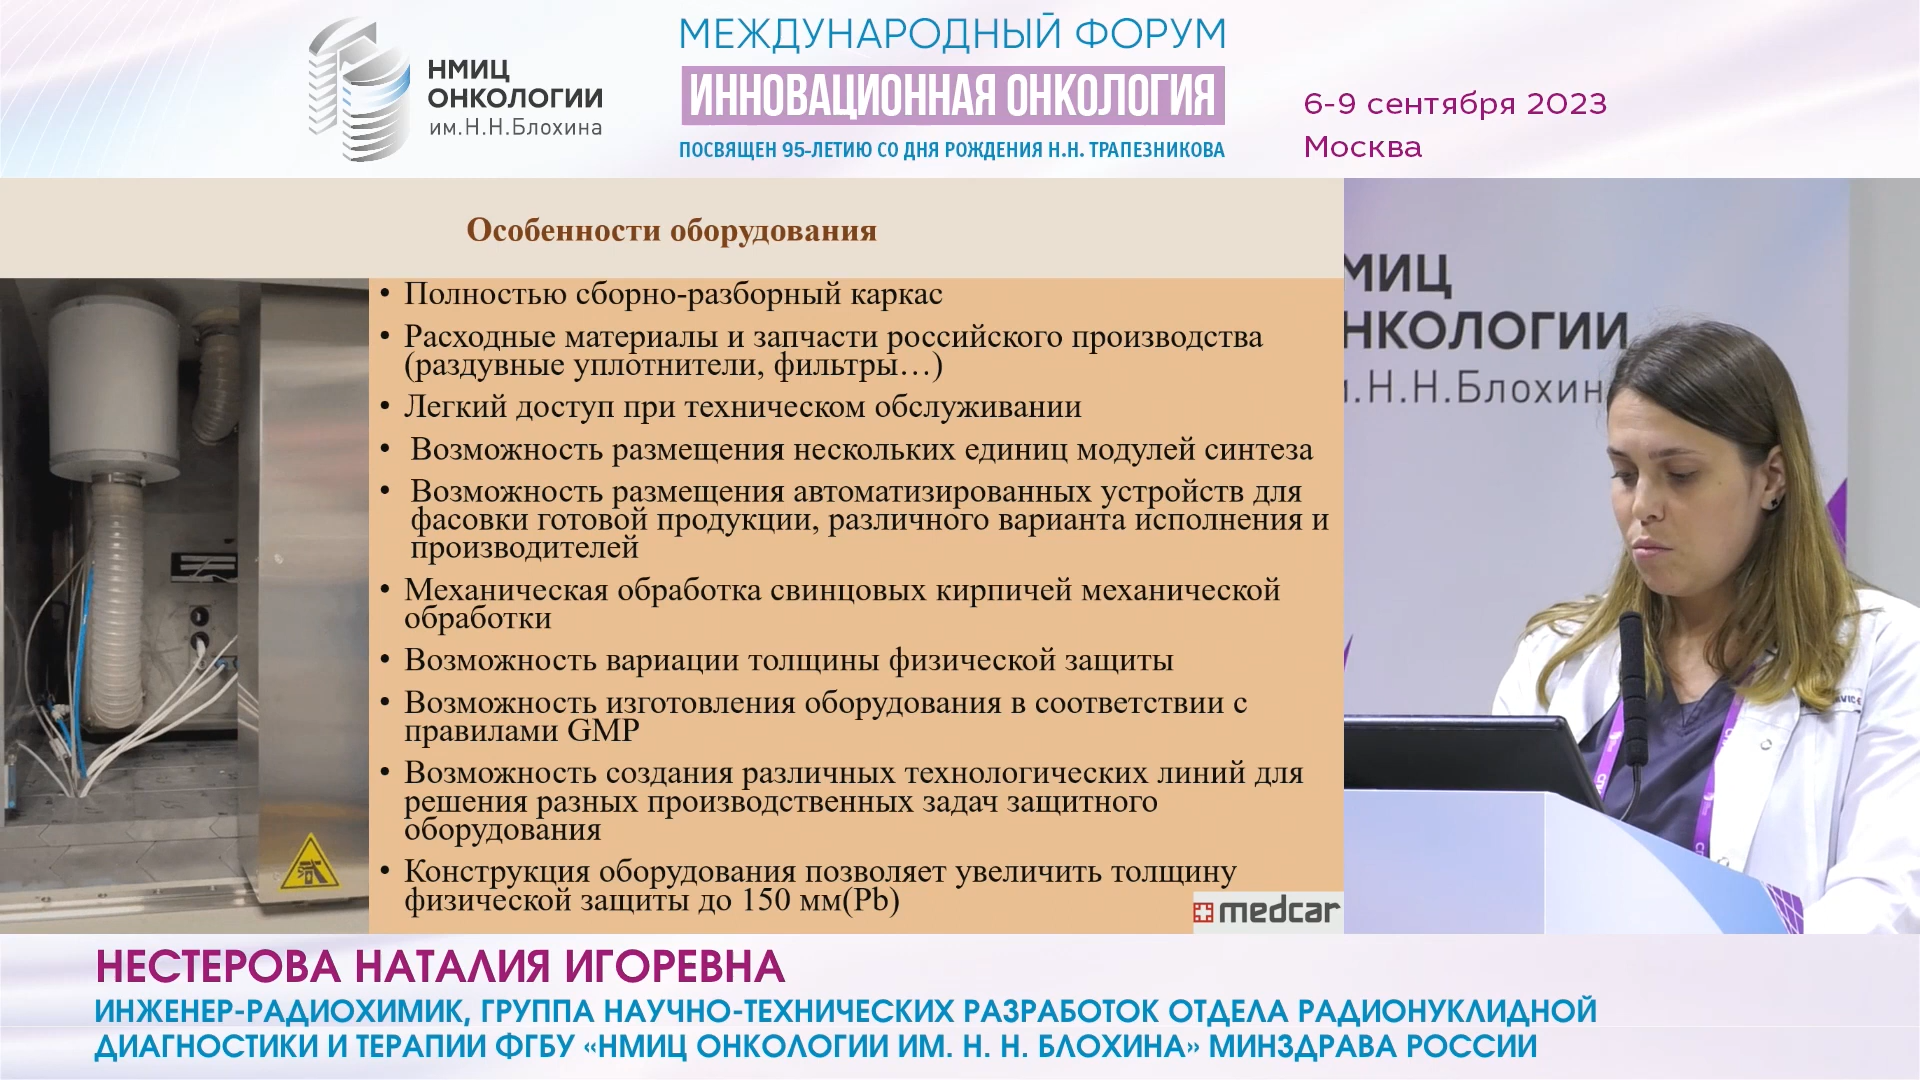 НМИЦ
ОНКОЛОГИИ
им.Н.Н.Блохина
МЕЖДУНАРОДНЫЙ ФОРУМ
ИННОВАЦИОННАЯ ОНКОЛОГИЯ
ПОСВЯЩЕН 95-ЛЕТИЮ СО ДНЯ РОЖДЕНИЯ Н.Н. ТРАПЕЗНИКОВА
6-9 сентября 2023
Москва
Особенности оборудования
• Полностью сборно-разборный каркас
• Расходные материалы и запчасти российского производства
(раздувные уплотнители, фильтры…)
• Легкий доступ при техническом обслуживании
• Возможность размещения нескольких единиц модулей синтеза
• Возможность размещения автоматизированных устройств для
фасовки готовой продукции, различного варианта исполнения и
производителей
• Механическая обработка свинцовых кирпичей механической
обработки
• Возможность вариации толщины физической защиты
• Возможность изготовления оборудования в соответствии с
правилами GMP
• Возможность создания различных технологических линий для
решения разных производственных задач защитного
оборудования
• Конструкция оборудования позволяет увеличить толщину
физической защиты до 150 мм(Pb)
medcar
МИЦ
НКОЛОГИИ
.Н.Н.Блохин
НЕСТЕРОВА НАТАЛИЯ ИГОРЕВНА
ИНЖЕНЕР-РАДИОХИМИК, ГРУППА НАУЧНО-ТЕХНИЧЕСКИХ РАЗРАБОТОК ОТДЕЛА РАДИОНУКЛИДНОЙ
ДИАГНОСТИКИ И ТЕРАПИИ ФГБУ «НМИЦ ОНКОЛОГИИ ИМ. Н. Н. БЛОХИНА» МИНЗДРАВА РОССИИ